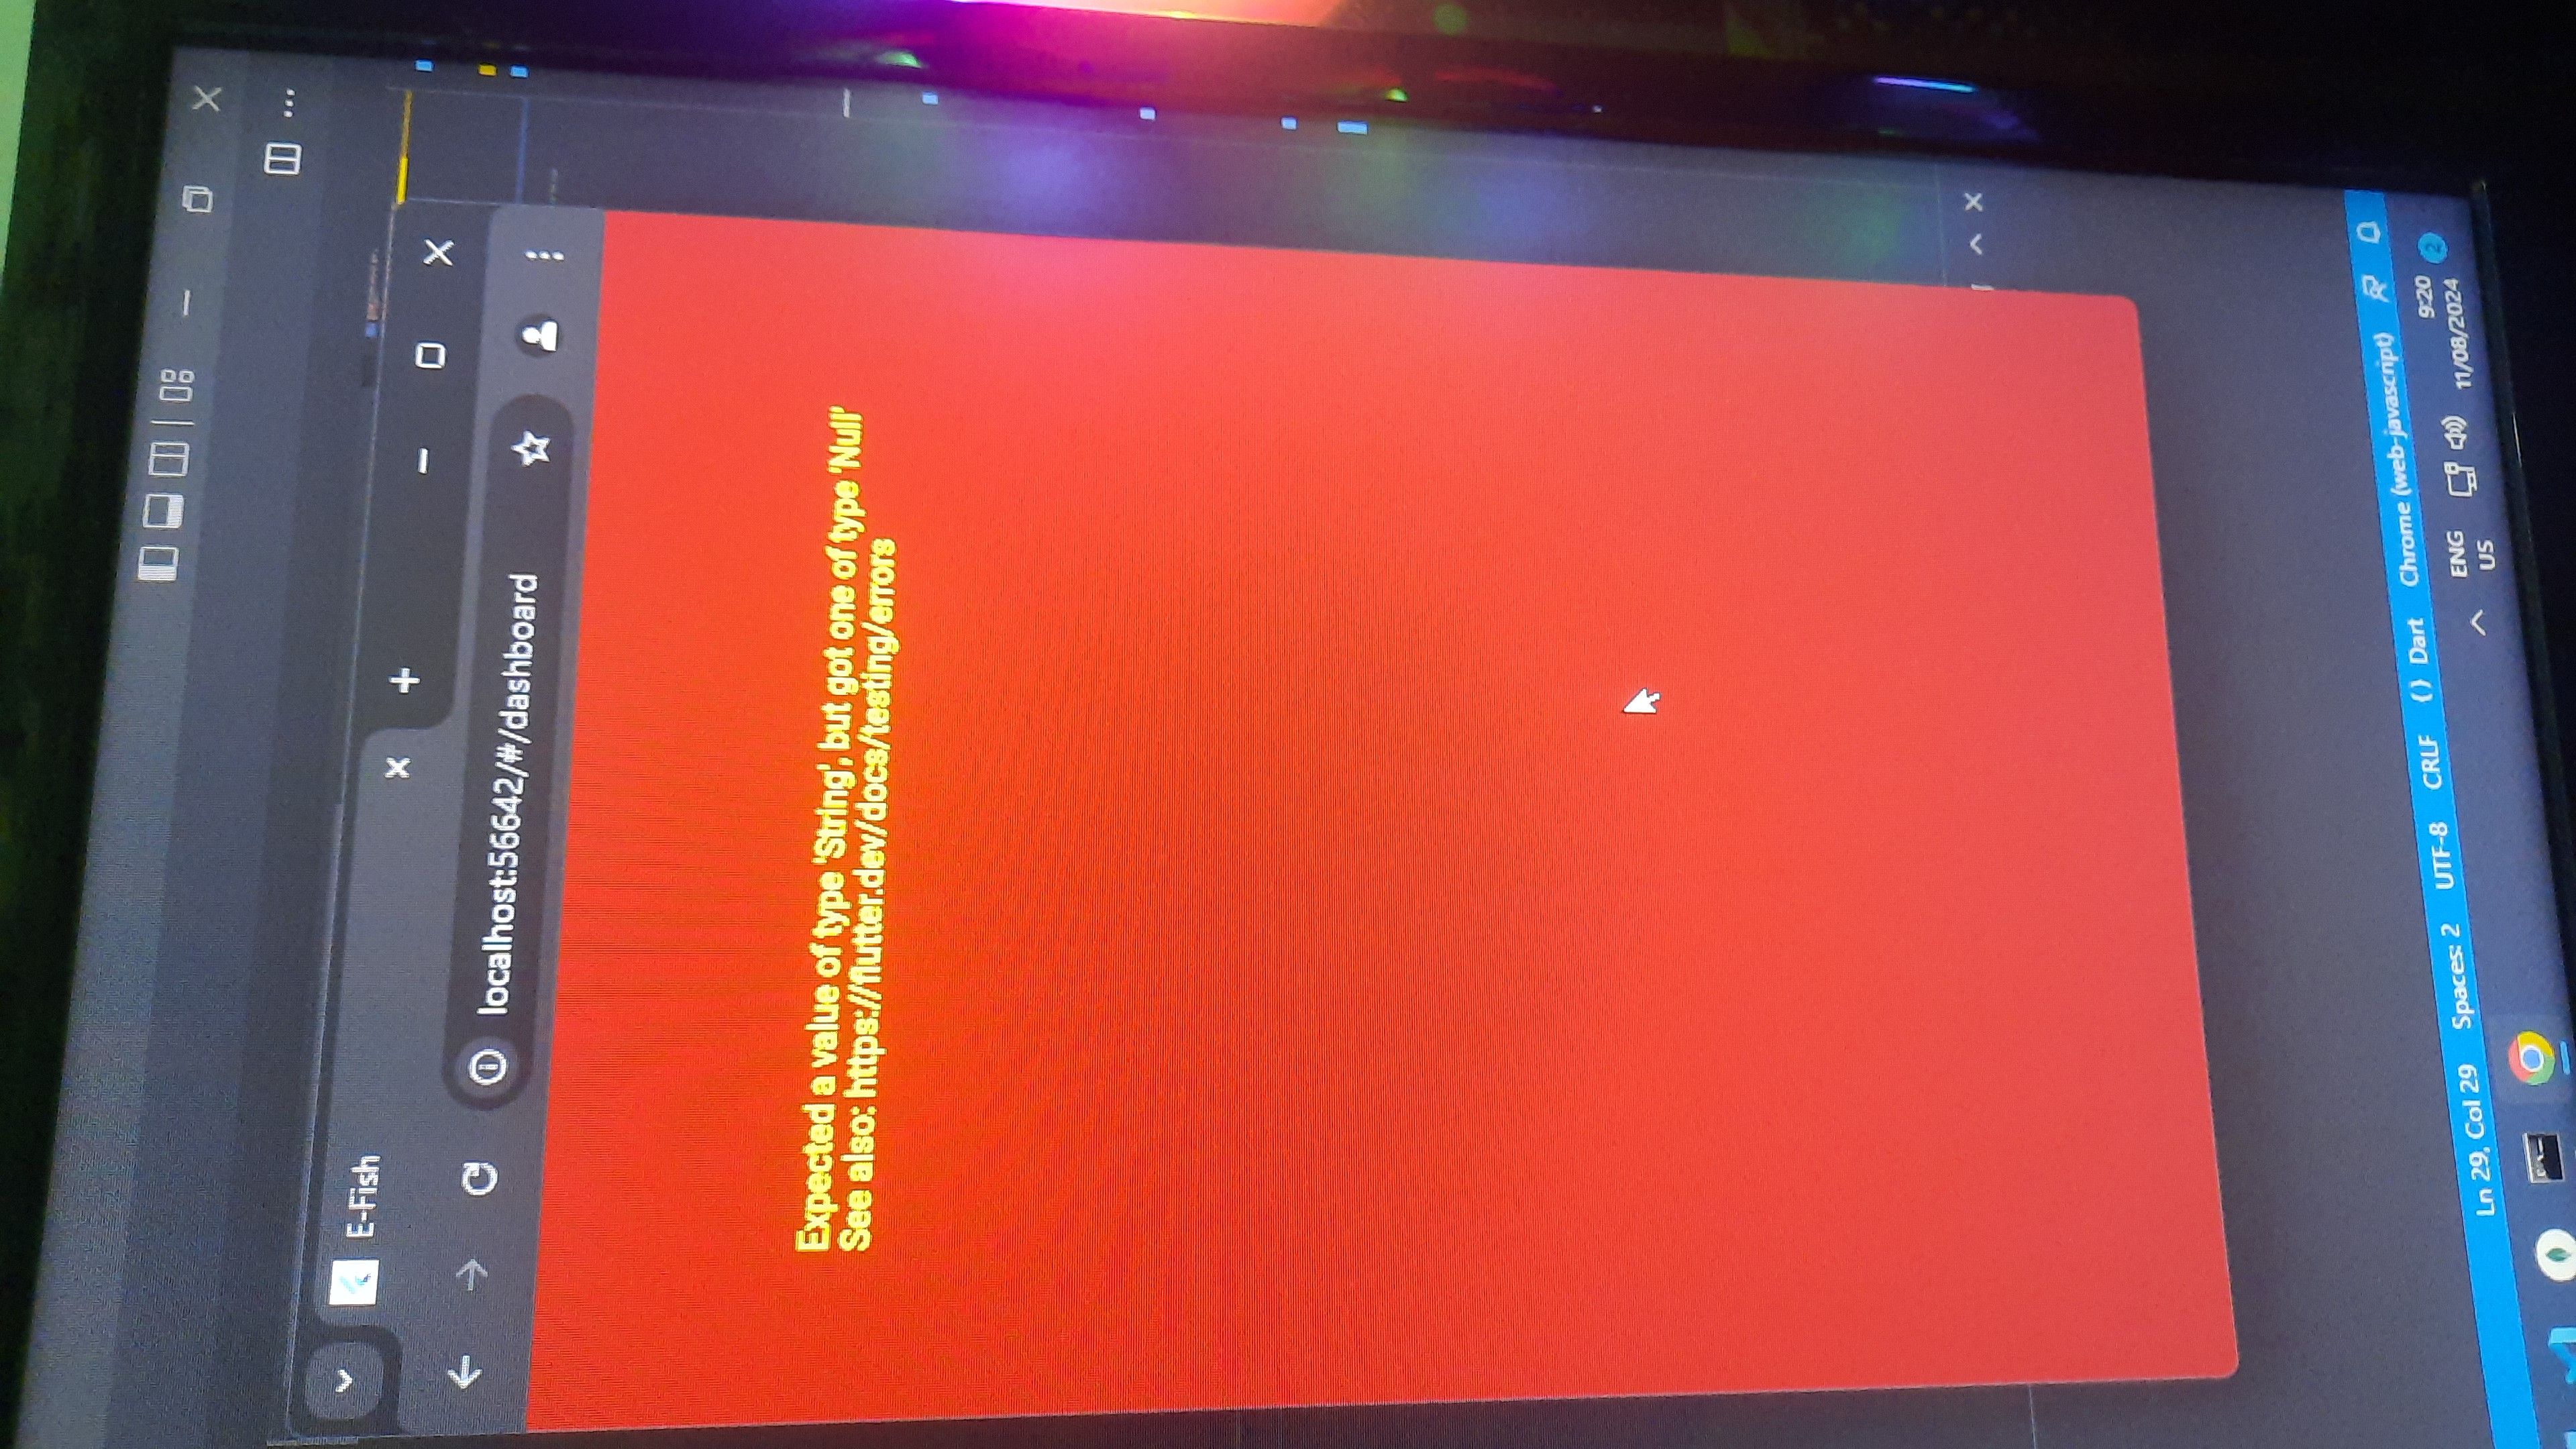 E-Fish
localhost:56642/#/dashboard
Expected a value of type 'String', but got one of type 'Null'
See also: https://flutter.dev/docs/testing/errors
Ln 29, Col 29 Spaces: 2 UTF-8 CRLF {} Dart Chrome (web-javascript)
ENG
US
9:20
11/08/2024
2